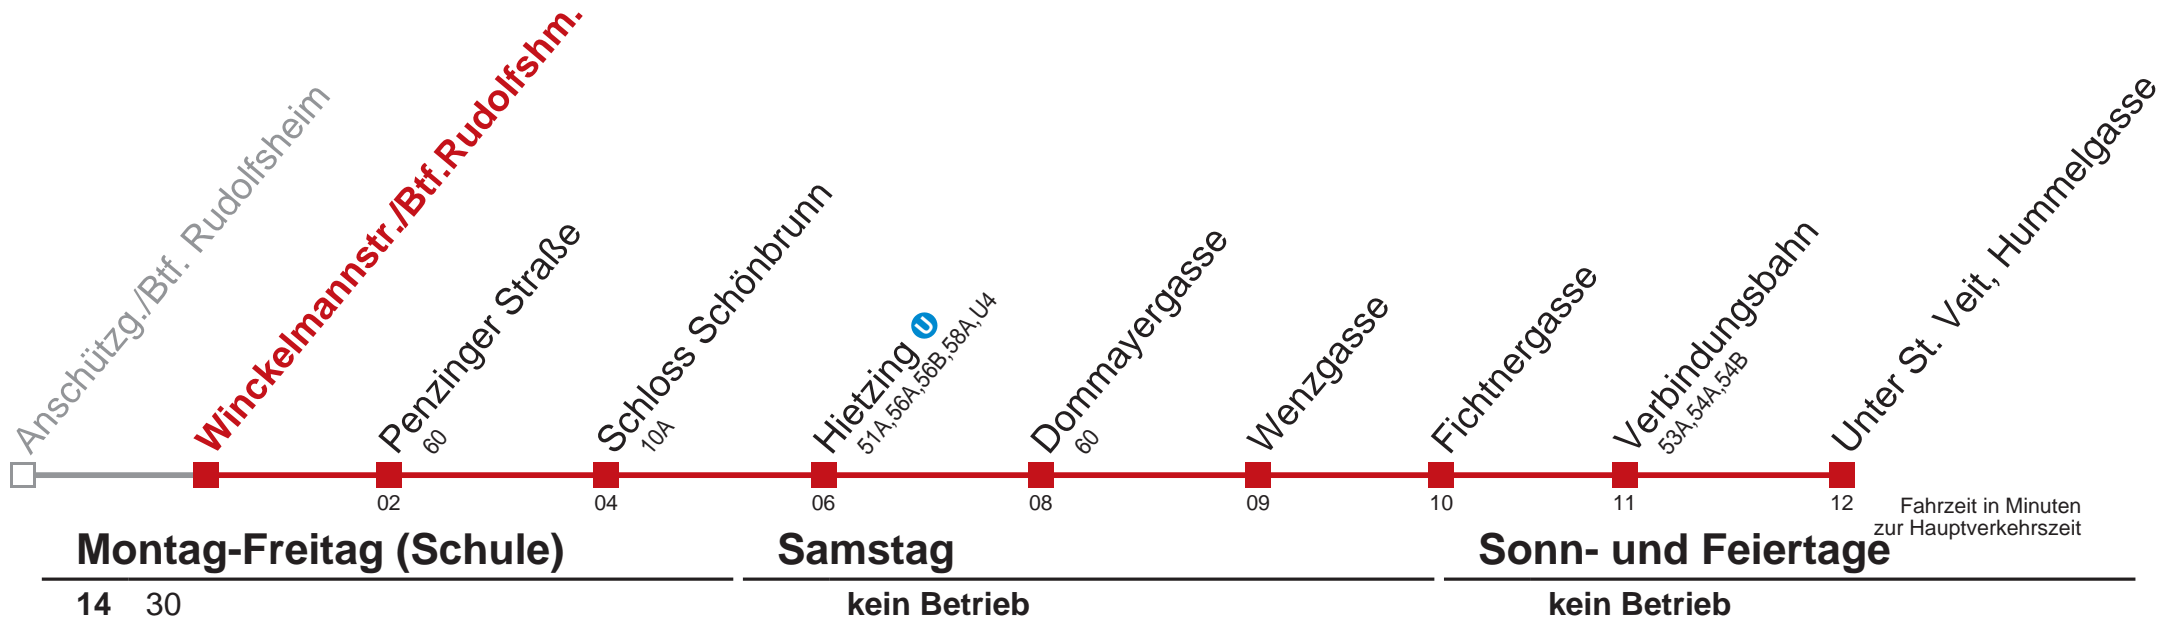 Anschützg./Btf. Rudolfsheim
Winckelmannstr./Btf.Rudolfshm.
Penzinger Straße
60
Schloss Schönbrunn
10A
Hietzing U
51A,56A,56B,58A,U4
Dommayergasse
60
Wenzgasse
Fichtnergasse
Verbindungsbahn
53A,54A,54B
Unter St. Veit, Hummelgasse
02 04 06 08 09 10 11 12
Fahrzeit in Minuten
zur Hauptverkehrszeit
Montag-Freitag (Schule) Samstag Sonn- und Feiertage
14 30 kein Betrieb kein Betrieb